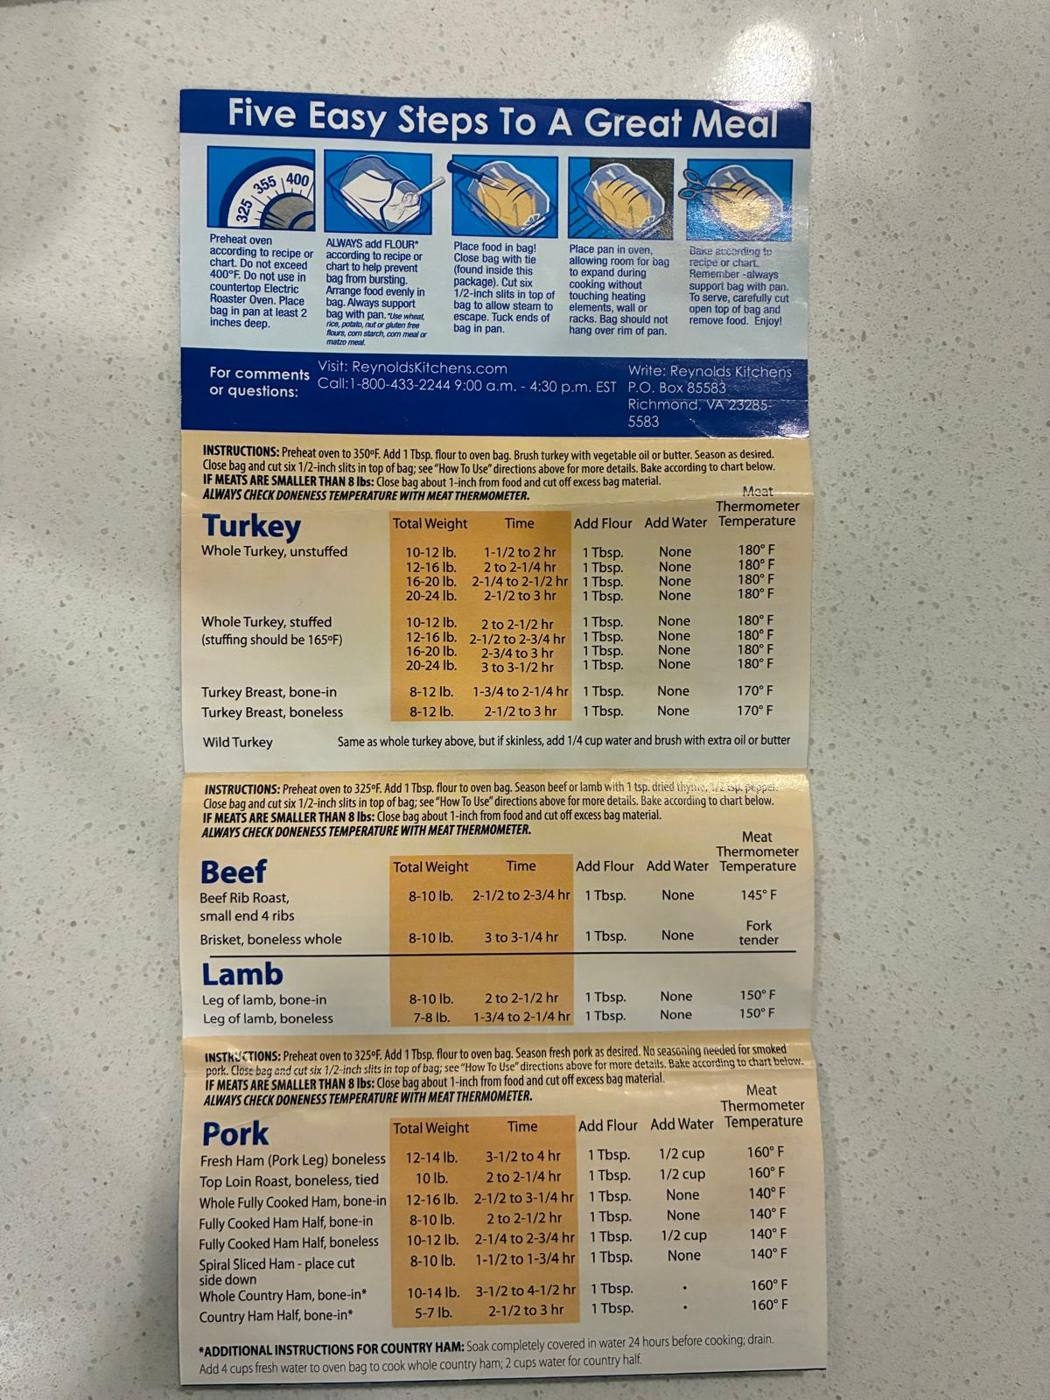 Five Easy Steps To A Great Meal
325 355 400
Preheat oven
according to recipe or
chart. Do not exceed
400°F. Do not use in
countertop Electric
Roaster Oven. Place
bag in pan at least 2
inches deep.
ALWAYS add FLOUR*
according to recipe or
chart to help prevent
bag from bursting.
Arrange food evenly in
bag. Always support
bag with pan. *Use wheat,
rice, potato, nut or gluten free
flours, corn starch, corn meal or
matzo meal.
Place food in bag!
Close bag with tie
(found inside this
package). Cut six
1/2-inch slits in top of
bag to allow steam to
escape. Tuck ends of
bag in pan.
Place pan in oven,
allowing room for bag
to expand during
cooking without
touching heating
elements, wall or
racks. Bag should not
hang over rim of pan.
Bake according to
recipe or chart.
Remember -always
support bag with pan.
To serve, carefully cut
open top of bag and
remove food. Enjoy!
For comments
or questions:
Visit: ReynoldsKitchens.com
Call:1-800-433-2244 9:00 a.m. - 4:30 p.m. EST
Write: Reynolds Kitchens
P.O. Box 85583
Richmond, VA 23285-
5583
INSTRUCTIONS: Preheat oven to 350ºF. Add 1 Tbsp. flour to oven bag. Brush turkey with vegetable oil or butter. Season as desired.
Close bag and cut six 1/2-inch slits in top of bag; see "How To Use" directions above for more details. Bake according to chart below.
IF MEATS ARE SMALLER THAN 8 lbs: Close bag about 1-inch from food and cut off excess bag material.
ALWAYS CHECK DONENESS TEMPERATURE WITH MEAT THERMOMETER.
Meat
Thermometer
Turkey Total Weight Time Add Flour Add Water Temperature
Whole Turkey, unstuffed 10-12 lb. 1-1/2 to 2 hr 1 Tbsp. None 180° F
12-16 lb. 2 to 2-1/4 hr 1 Tbsp. None 180° F
16-20 lb. 2-1/4 to 2-1/2 hr 1 Tbsp. None 180° F
20-24 lb. 2-1/2 to 3 hr 1 Tbsp. None 180° F
Whole Turkey, stuffed 10-12 lb. 2 to 2-1/2 hr 1 Tbsp. None 180° F
(stuffing should be 165ºF) 12-16 lb. 2-1/2 to 2-3/4 hr 1 Tbsp. None 180° F
16-20 lb. 2-3/4 to 3 hr 1 Tbsp. None 180° F
20-24 lb. 3 to 3-1/2 hr 1 Tbsp. None 180° F
Turkey Breast, bone-in 8-12 lb. 1-3/4 to 2-1/4 hr 1 Tbsp. None 170° F
Turkey Breast, boneless 8-12 lb. 2-1/2 to 3 hr 1 Tbsp. None 170° F
Wild Turkey Same as whole turkey above, but if skinless, add 1/4 cup water and brush with extra oil or butter
INSTRUCTIONS: Preheat oven to 325ºF. Add 1 Tbsp. flour to oven bag. Season beef or lamb with 1 tsp. dried thyme, 1/2 tsp. pepper.
Close bag and cut six 1/2-inch slits in top of bag; see "How To Use" directions above for more details. Bake according to chart below.
IF MEATS ARE SMALLER THAN 8 lbs: Close bag about 1-inch from food and cut off excess bag material.
ALWAYS CHECK DONENESS TEMPERATURE WITH MEAT THERMOMETER.
Meat
Thermometer
Beef Total Weight Time Add Flour Add Water Temperature
Beef Rib Roast, 8-10 lb. 2-1/2 to 2-3/4 hr 1 Tbsp. None 145° F
small end 4 ribs
Fork
Brisket, boneless whole 8-10 lb. 3 to 3-1/4 hr 1 Tbsp. None tender
Lamb
Leg of lamb, bone-in 8-10 lb. 2 to 2-1/2 hr 1 Tbsp. None 150° F
Leg of lamb, boneless 7-8 lb. 1-3/4 to 2-1/4 hr 1 Tbsp. None 150° F
INSTRUCTIONS: Preheat oven to 325ºF. Add 1 Tbsp. flour to oven bag. Season fresh pork as desired. No seasoning needed for smoked
pork. Close bag and cut six 1/2-inch slits in top of bag; see "How To Use" directions above for more details. Bake according to chart below.
IF MEATS ARE SMALLER THAN 8 lbs: Close bag about 1-inch from food and cut off excess bag material.
ALWAYS CHECK DONENESS TEMPERATURE WITH MEAT THERMOMETER.
Meat
Thermometer
Pork Total Weight Time Add Flour Add Water Temperature
Fresh Ham (Pork Leg) boneless 12-14 lb. 3-1/2 to 4 hr 1 Tbsp. 1/2 cup 160° F
Top Loin Roast, boneless, tied 10 lb. 2 to 2-1/4 hr 1 Tbsp. 1/2 cup 160° F
Whole Fully Cooked Ham, bone-in 12-16 lb. 2-1/2 to 3-1/4 hr 1 Tbsp. None 140° F
Fully Cooked Ham Half, bone-in 8-10 lb. 2 to 2-1/2 hr 1 Tbsp. None 140° F
Fully Cooked Ham Half, boneless 10-12 lb. 2-1/4 to 2-3/4 hr 1 Tbsp. 1/2 cup 140° F
Spiral Sliced Ham - place cut 8-10 lb. 1-1/2 to 1-3/4 hr 1 Tbsp. None 140° F
side down
Whole Country Ham, bone-in* 10-14 lb. 3-1/2 to 4-1/2 hr 1 Tbsp. • 160° F
Country Ham Half, bone-in* 5-7 lb. 2-1/2 to 3 hr 1 Tbsp. • 160° F
*ADDITIONAL INSTRUCTIONS FOR COUNTRY HAM: Soak completely covered in water 24 hours before cooking; drain.
Add 4 cups fresh water to oven bag to cook whole country ham; 2 cups water for country half.